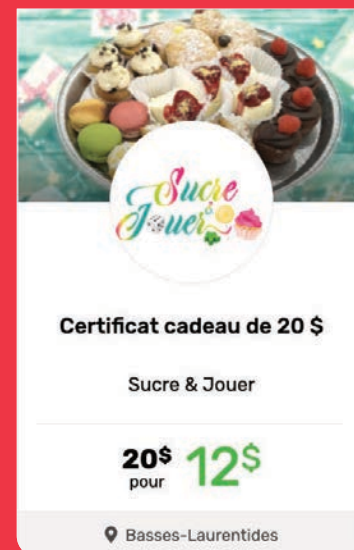 Sucre
&
Jouer
Certificat cadeau de 20 $
Sucre & Jouer
20$ 12$
pour
Basses-Laurentides